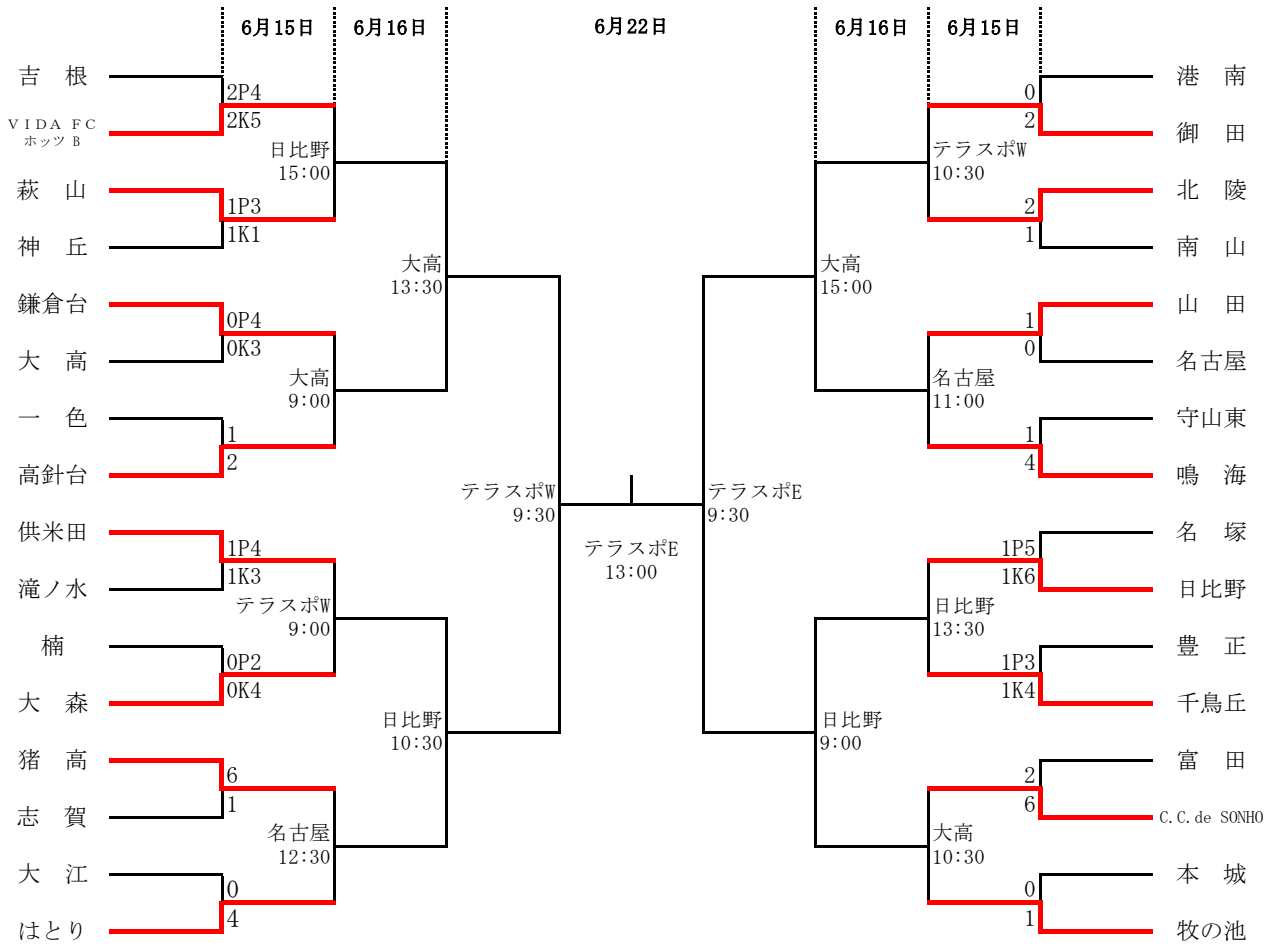 6月15日 6月16日 6月22日 6月16日 6月15日
吉 根
2P4
VIDA FC
ホッツ B
2K5
日比野
15:00
萩 山
1P3
神 丘
1K1
大高
13:30
鎌倉台
0P4
大 高
0K3
大高
9:00
一 色
1
高針台
2
テラスポW
9:30
供米田
1P4
滝ノ水
1K3
テラスポW
9:00
楠
0P2
大 森
0K4
日比野
10:30
猪 高
6
志 賀
1
名古屋
12:30
大 江
0
はとり
4
テラスポE
13:00
港 南
0
御 田
2
テラスポW
10:30
北 陵
2
南 山
1
大高
15:00
山 田
1
名古屋
0
名古屋
11:00
守山東
1
鳴 海
4
テラスポE
9:30
名 塚
1P5
日比野
1K6
日比野
13:30
豊 正
1P3
千鳥丘
1K4
日比野
9:00
富 田
2
C.C.de SONHO
6
大高
10:30
本 城
0
牧の池
1